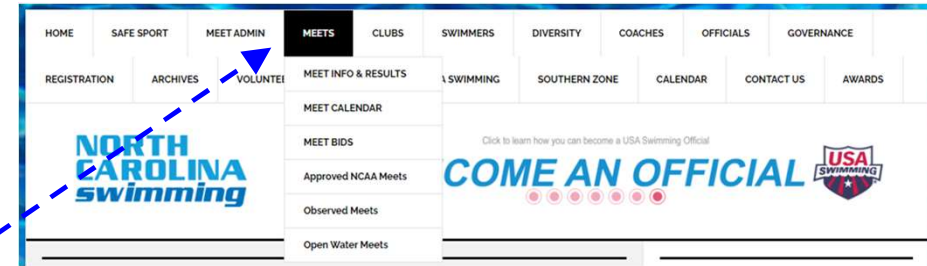 HOME SAFE SPORT MEET ADMIN MEETS CLUBS SWIMMERS DIVERSITY COACHES OFFICIALS GOVERNANCE
REGISTRATION ARCHIVES SWIMMING SOUTHERN ZONE CALENDAR CONTACT US AWARDS
MEET INFO & RESULTS
MEET CALENDAR
MEET BIDS
Approved NCAA Meets
Observed Meets
Open Water Meets
NORTH
CAROLINA
swimming
Click to learn how you can become a USA Swimming Official
COME AN OFFICIAL
USA
SWIMMING